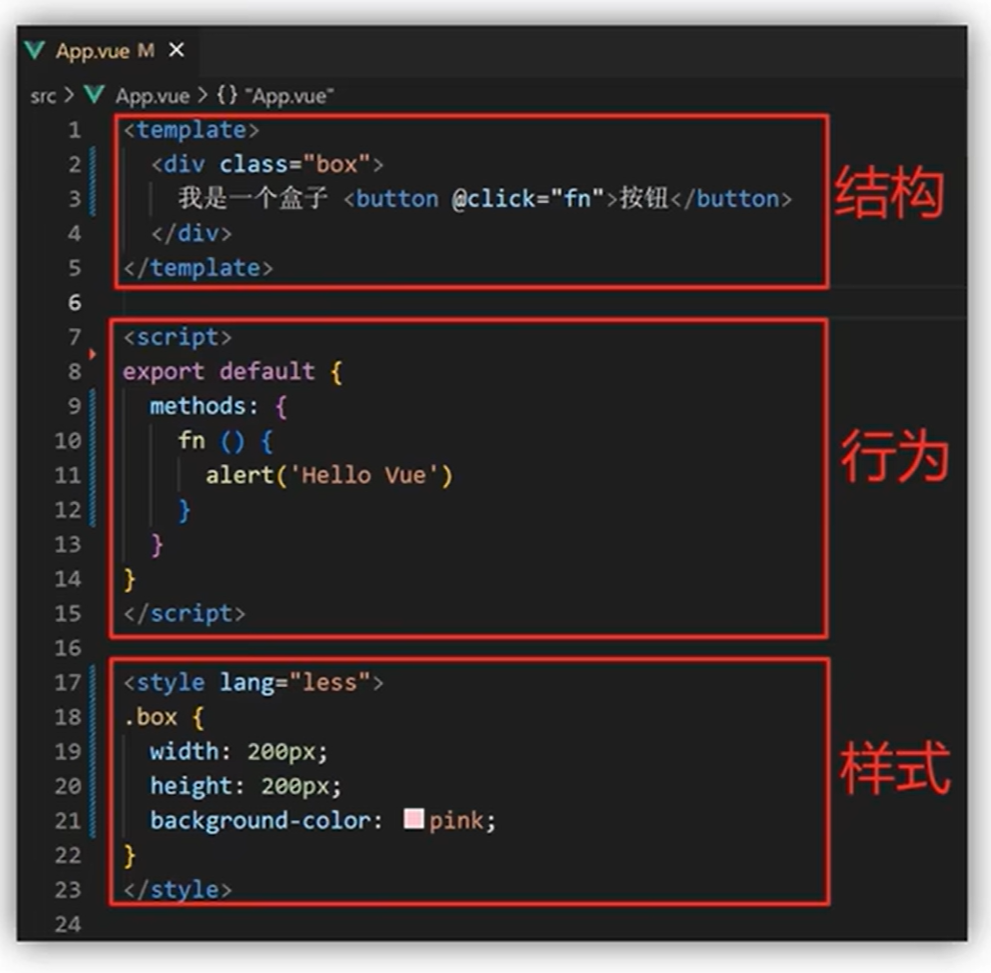 App.vue M ×
src > App.vue > {} "App.vue"
1 <template>
2 <div class="box">
3 我是一个盒子 <button @click="fn">按钮</button>
4 </div>
5 </template>
结构
6
7 <script>
8 export default {
9 methods: {
10 fn () {
11 alert('Hello Vue')
12 }
13 }
14 }
15 </script>
行为
16
17 <style lang="less">
18 .box {
19 width: 200px;
20 height: 200px;
21 background-color: pink;
22 }
23 </style>
样式
24